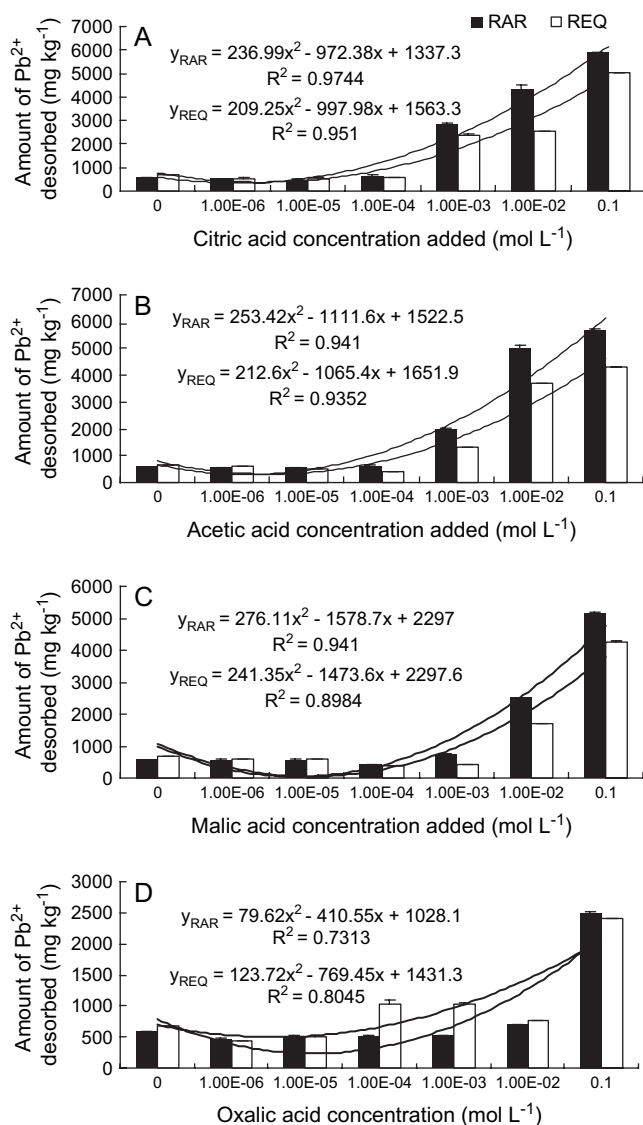 ■ RAR □ REQ
A
Amount of Pb²⁺
desorbed (mg kg⁻¹)
7000
6000
5000
4000
3000
2000
1000
0
y_RAR = 236.99x² - 972.38x + 1337.3
R² = 0.9744
y_REQ = 209.25x² - 997.98x + 1563.3
R² = 0.951
0 1.00E-06 1.00E-05 1.00E-04 1.00E-03 1.00E-02 0.1
Citric acid concentration added (mol L⁻¹)
B
Amount of Pb²⁺
desorbed (mg kg⁻¹)
7000
6000
5000
4000
3000
2000
1000
0
y_RAR = 253.42x² - 1111.6x + 1522.5
R² = 0.941
y_REQ = 212.6x² - 1065.4x + 1651.9
R² = 0.9352
0 1.00E-06 1.00E-05 1.00E-04 1.00E-03 1.00E-02 0.1
Acetic acid concentration added (mol L⁻¹)
C
Amount of Pb²⁺
desorbed (mg kg⁻¹)
6000
5000
4000
3000
2000
1000
0
y_RAR = 276.11x² - 1578.7x + 2297
R² = 0.941
y_REQ = 241.35x² - 1473.6x + 2297.6
R² = 0.8984
0 1.00E-06 1.00E-05 1.00E-04 1.00E-03 1.00E-02 0.1
Malic acid concentration added (mol L⁻¹)
D
Amount of Pb²⁺
desorbed (mg kg⁻¹)
3000
2500
2000
1500
1000
500
0
y_RAR = 79.62x² - 410.55x + 1028.1
R² = 0.7313
y_REQ = 123.72x² - 769.45x + 1431.3
R² = 0.8045
0 1.00E-06 1.00E-05 1.00E-04 1.00E-03 1.00E-02 0.1
Oxalic acid concentration (mol L⁻¹)